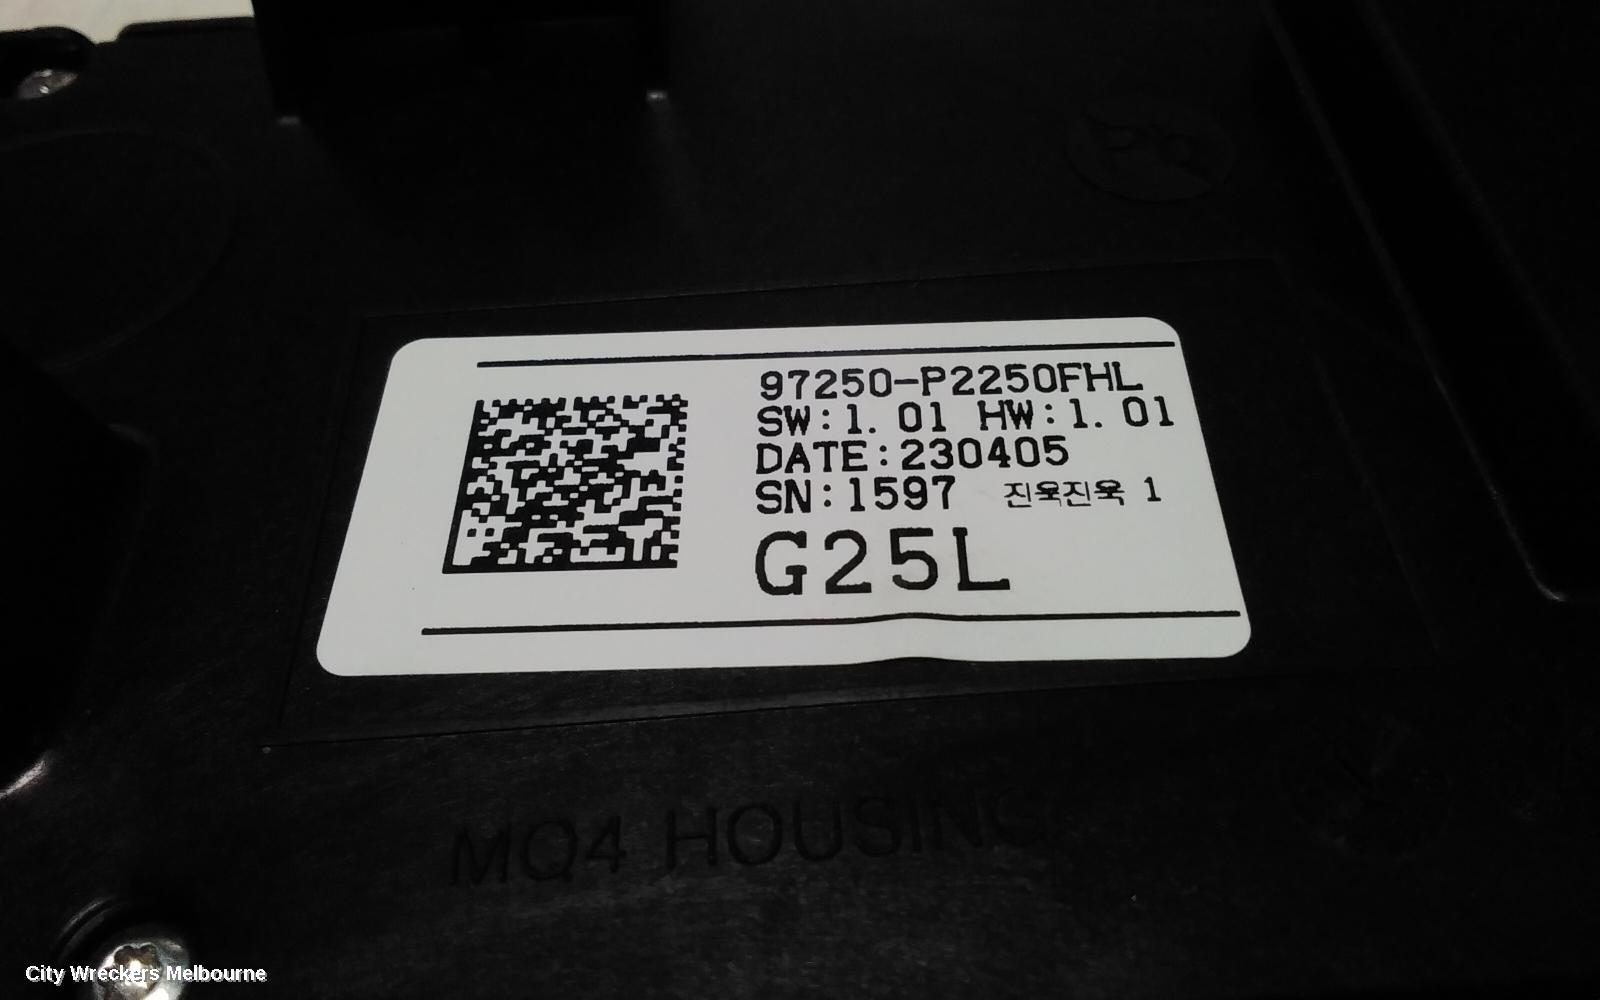 97250-P2250FHL
SW:1. 01 HW:1. 01
DATE:230405
SN:1597 진욱진욱 1
G25L
MQ4 HOUSING
City Wreckers Melbourne